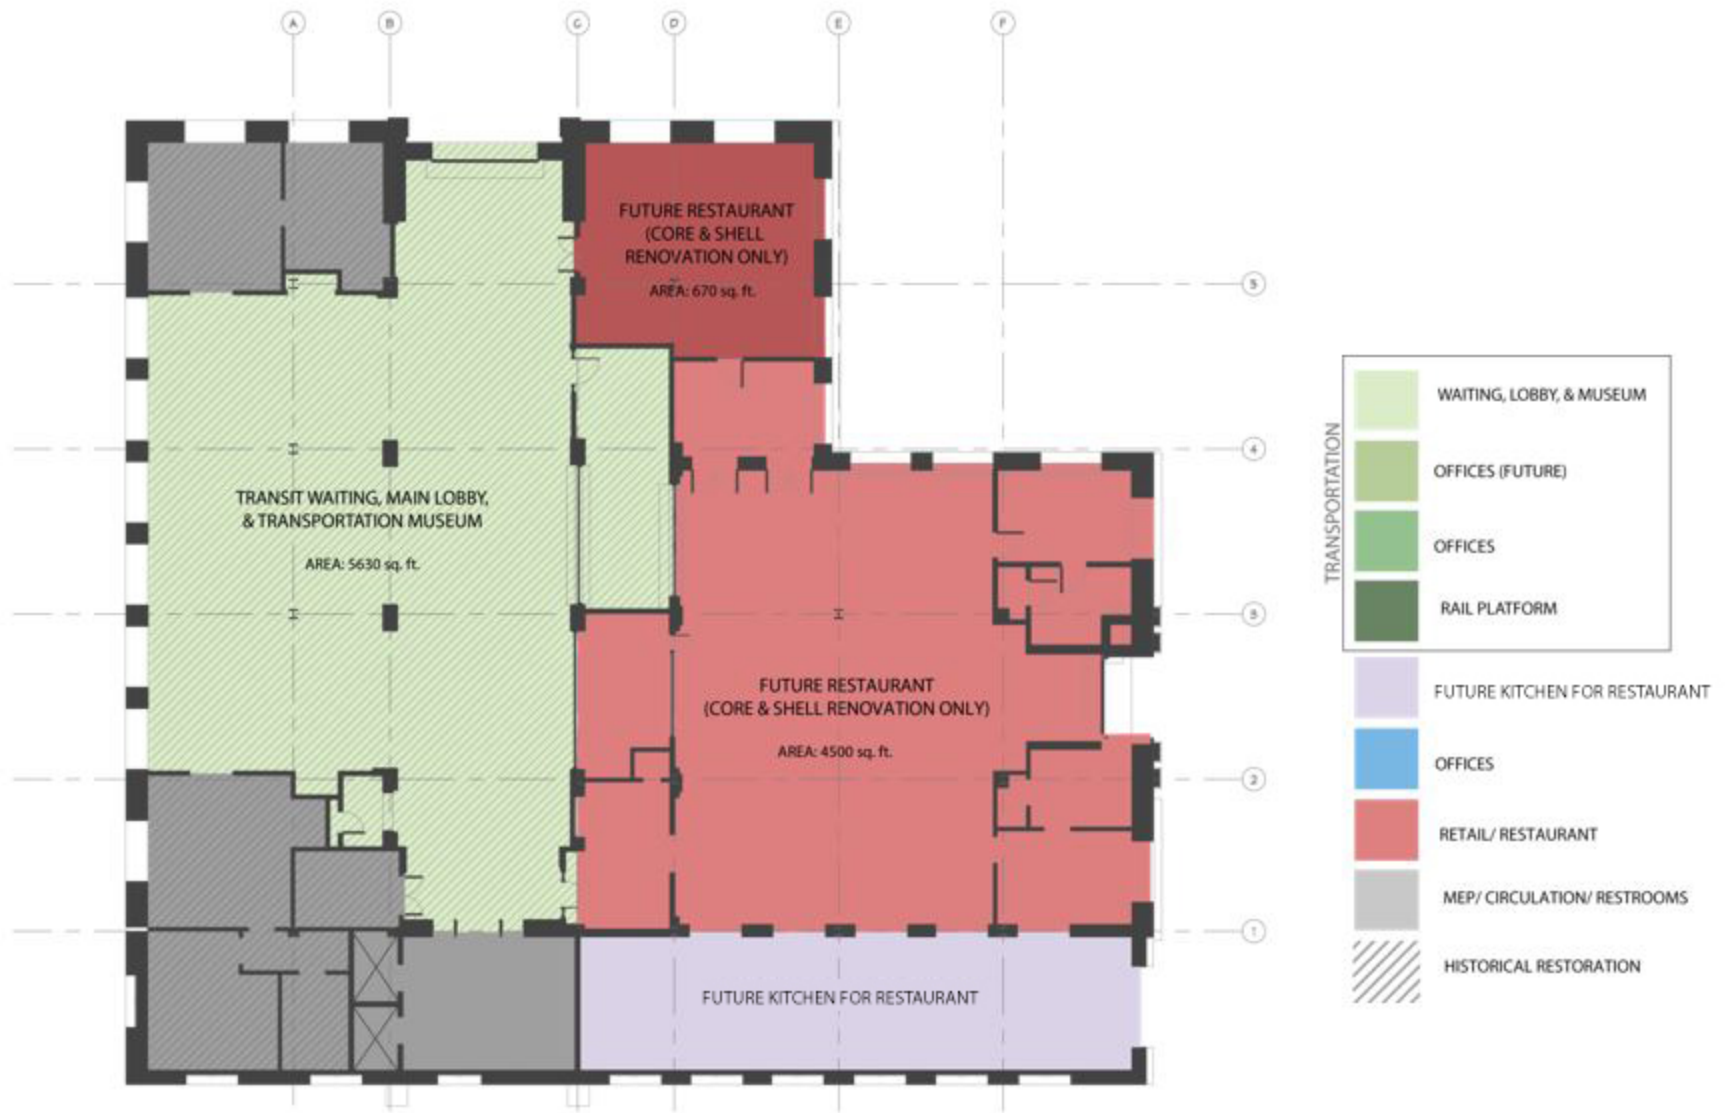 A
B
C
D
E
F
FUTURE RESTAURANT
(CORE & SHELL
RENOVATION ONLY)
AREA: 670 sq. ft.
5
4
TRANSIT WAITING, MAIN LOBBY,
& TRANSPORTATION MUSEUM
AREA: 5630 sq. ft.
3
FUTURE RESTAURANT
(CORE & SHELL RENOVATION ONLY)
AREA: 4500 sq. ft.
2
1
FUTURE KITCHEN FOR RESTAURANT
TRANSPORTATION
WAITING, LOBBY, & MUSEUM
OFFICES (FUTURE)
OFFICES
RAIL PLATFORM
FUTURE KITCHEN FOR RESTAURANT
OFFICES
RETAIL/ RESTAURANT
MEP/ CIRCULATION/ RESTROOMS
HISTORICAL RESTORATION